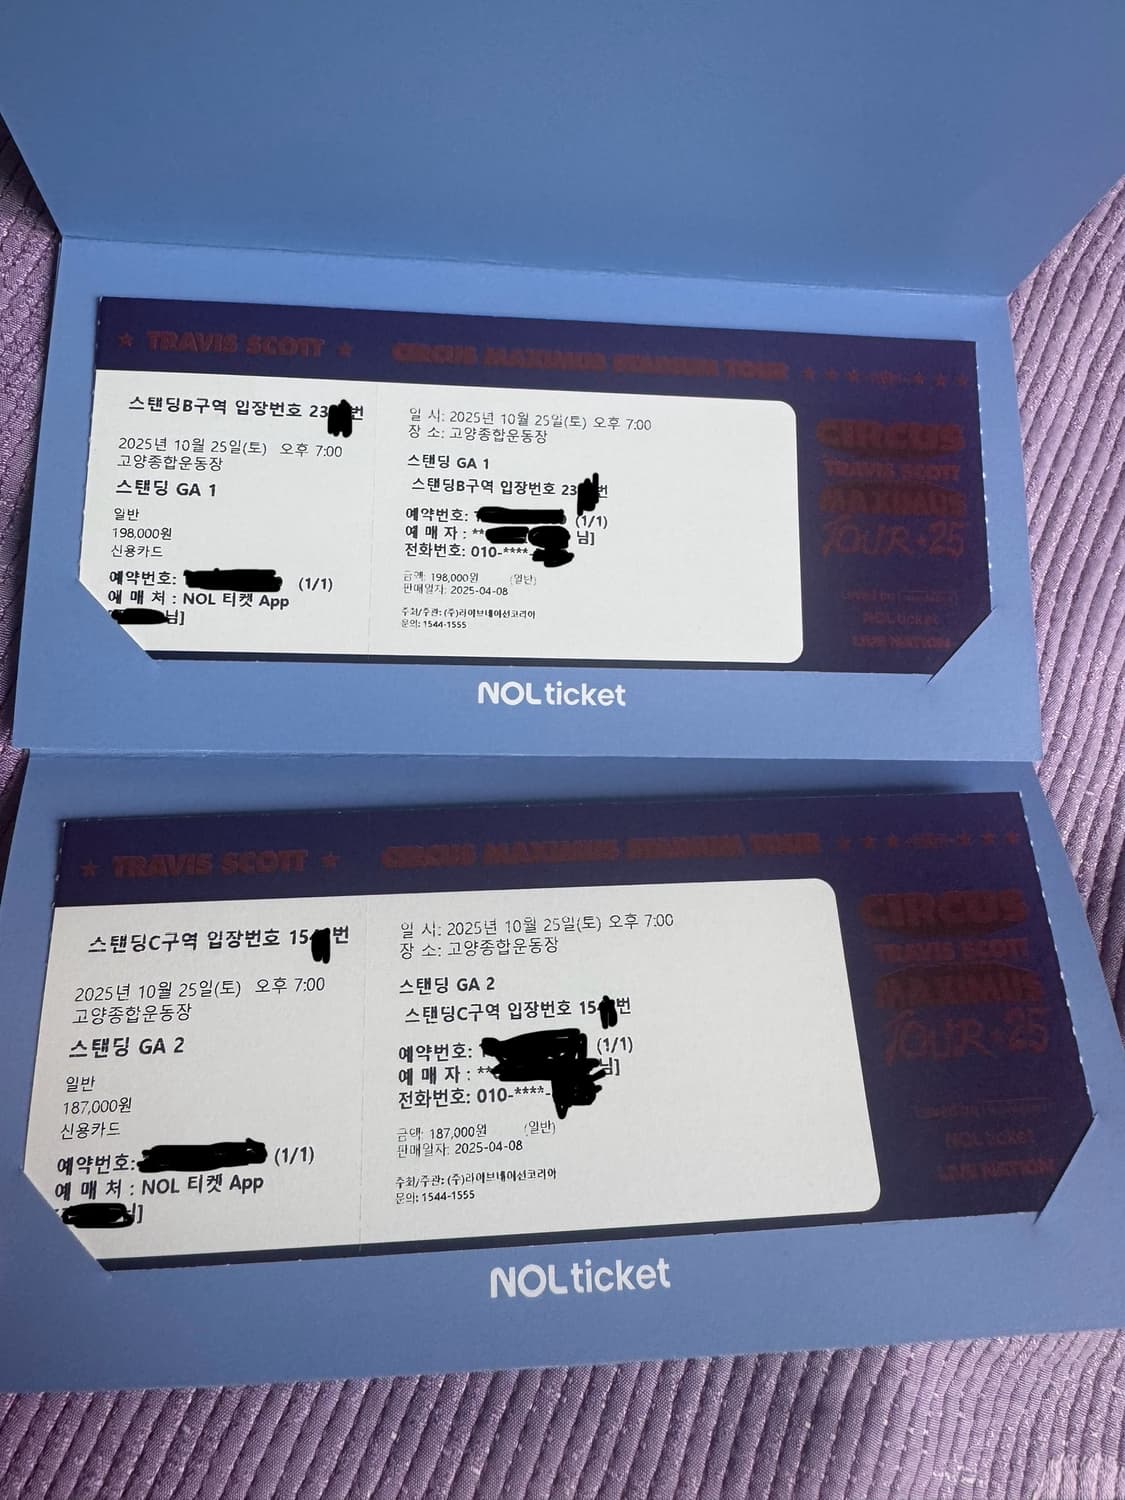 ★ TRAVIS SCOTT ★ CIRCUS MAXIMUS STADIUM TOUR
스탠딩B구역 입장번호 23 번
2025년 10월 25일(토) 오후 7:00
고양종합운동장
스탠딩 GA 1
일반
198,000원
신용카드
예약번호: (1/1)
예 매 처 : NOL 티켓 App
님]
일 시: 2025년 10월 25일(토) 오후 7:00
장 소: 고양종합운동장
스탠딩 GA 1
스탠딩B구역 입장번호 23 번
예약번호: (1/1)
예 매 자 : ** 님]
전화번호: 010-****-
금액: 198,000원 (일반)
판매일자: 2025-04-08
주최/주관: (주)라이브네이션코리아
문의: 1544-1555
CIRCUS
TRAVIS SCOTT
MAXIMUS
TOUR★25
NOL ticket
LIVE NATION
NOL ticket
★ TRAVIS SCOTT ★ CIRCUS MAXIMUS STADIUM TOUR
스탠딩C구역 입장번호 15 번
2025년 10월 25일(토) 오후 7:00
고양종합운동장
스탠딩 GA 2
일반
187,000원
신용카드
예약번호: (1/1)
예 매 처 : NOL 티켓 App
님]
일 시: 2025년 10월 25일(토) 오후 7:00
장 소: 고양종합운동장
스탠딩 GA 2
스탠딩C구역 입장번호 15 번
예약번호: (1/1)
예 매 자 : ** 님]
전화번호: 010-****-
금액: 187,000원 (일반)
판매일자: 2025-04-08
주최/주관: (주)라이브네이션코리아
문의: 1544-1555
CIRCUS
TRAVIS SCOTT
MAXIMUS
TOUR★25
NOL ticket
LIVE NATION
NOL ticket